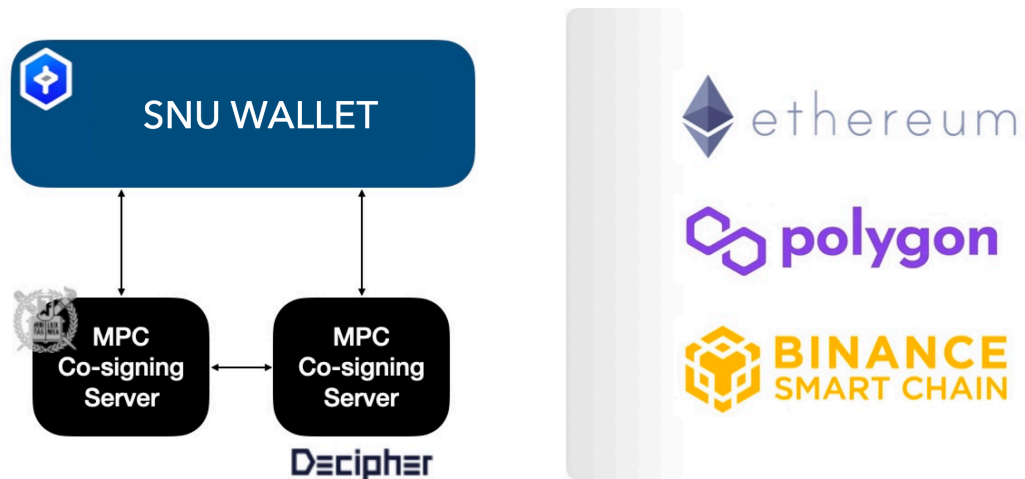 SNU WALLET
MPC
Co-signing
Server
MPC
Co-signing
Server
Decipher
ethereum
polygon
BINANCE
SMART CHAIN